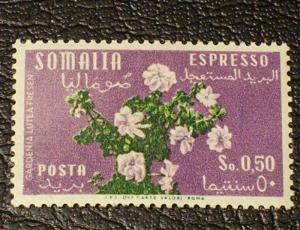 SOMALIA ESPRESSO
صوماليا البريد المستعجل
GARDENIA LUTEA FRESEN
So. 0,50
POSTA
بريد ٥٠ سنتيما
I.P.S. - OFF. CARTE VALORI - ROMA